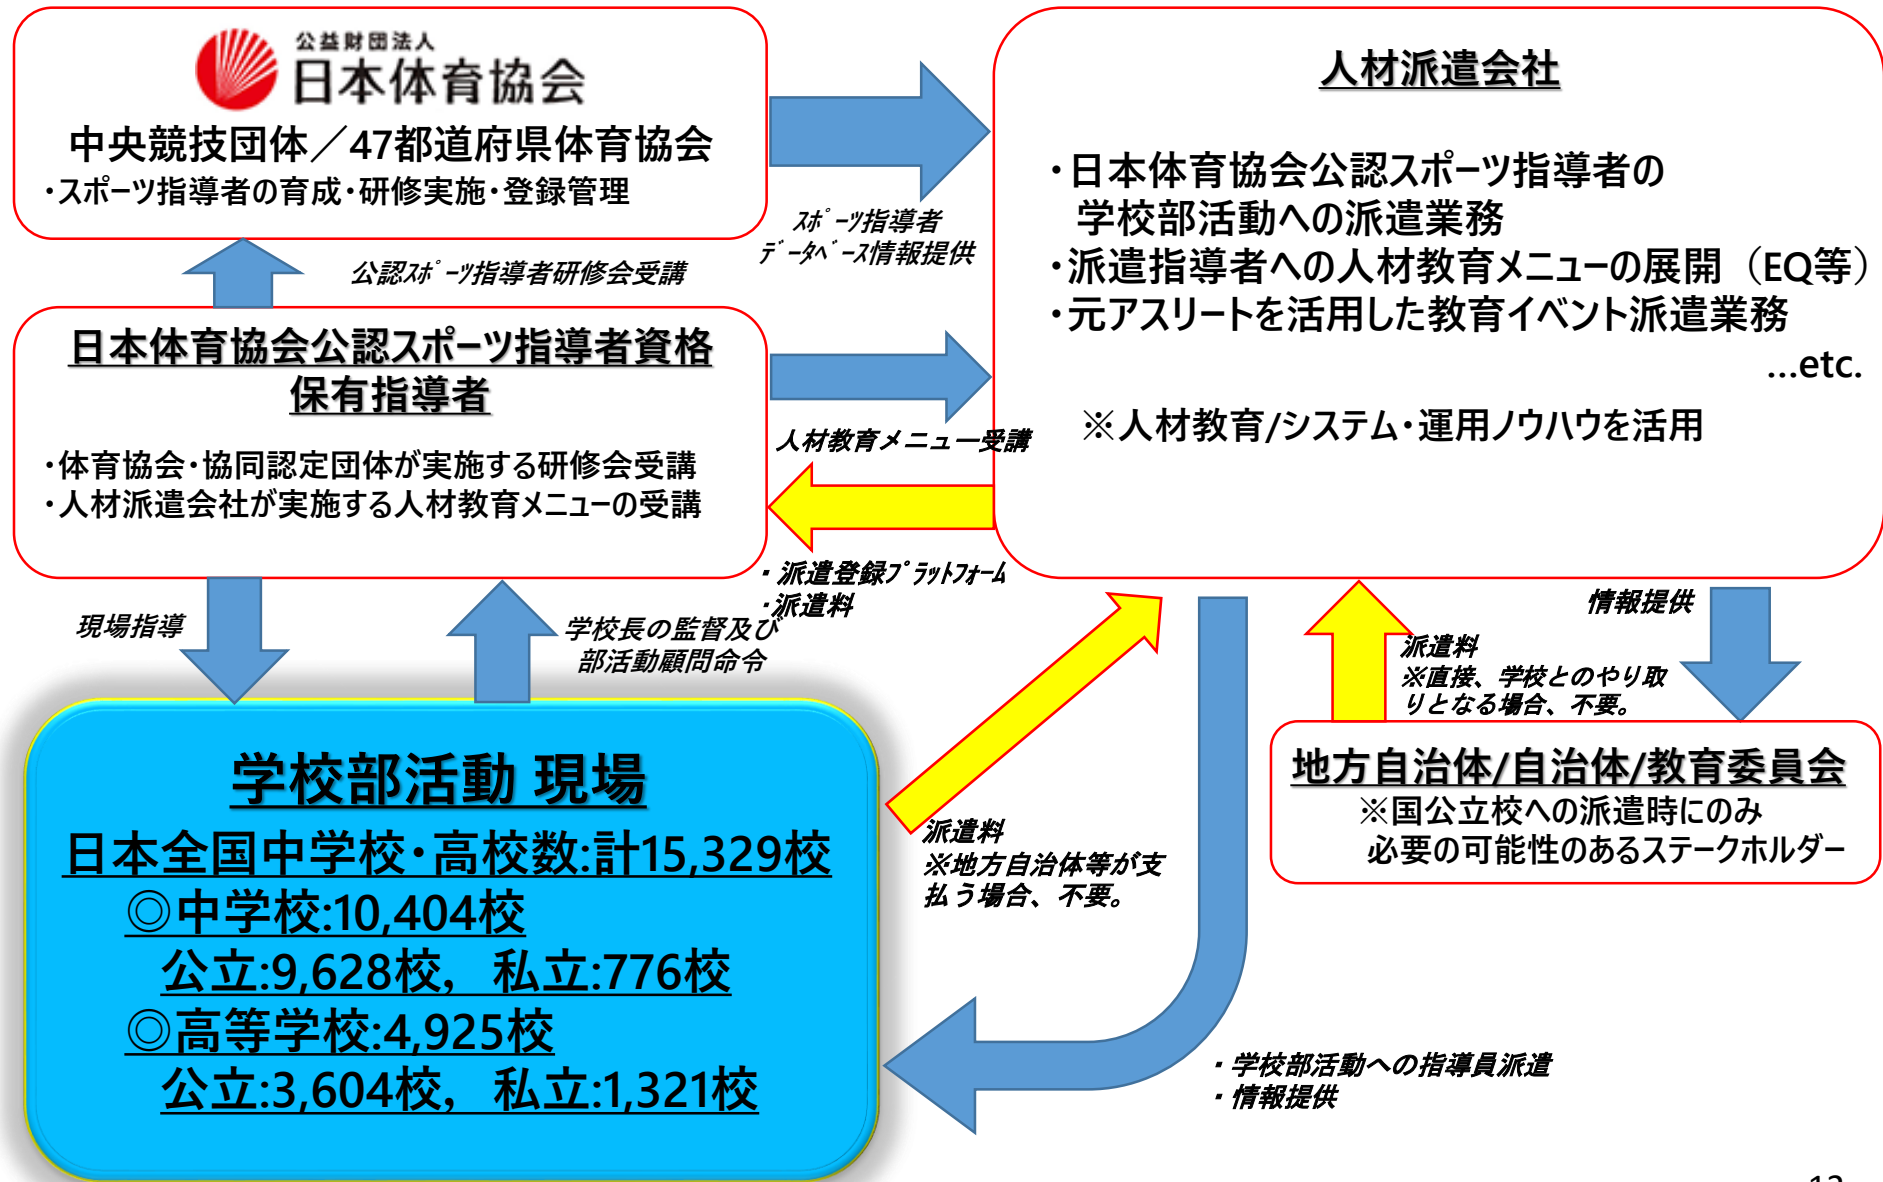 公益財団法人
日本体育協会
中央競技団体／47都道府県体育協会
・スポーツ指導者の育成・研修実施・登録管理
公認ｽﾎﾟｰﾂ指導者研修会受講
ｽﾎﾟｰﾂ指導者
ﾃﾞｰﾀﾍﾞｰｽ情報提供
人材派遣会社
・日本体育協会公認スポーツ指導者の
学校部活動への派遣業務
・派遣指導者への人材教育メニューの展開（EQ等）
・元アスリートを活用した教育イベント派遣業務
…etc.
※人材教育/システム・運用ノウハウを活用
日本体育協会公認スポーツ指導者資格
保有指導者
・体育協会・協同認定団体が実施する研修会受講
・人材派遣会社が実施する人材教育メニューの受講
人材教育メニュー受講
・派遣登録ﾌﾟﾗｯﾄﾌｫｰﾑ
・派遣料
現場指導
学校長の監督及び
部活動顧問命令
情報提供
派遣料
※直接、学校とのやり取
りとなる場合、不要。
地方自治体/自治体/教育委員会
※国公立校への派遣時にのみ
必要の可能性のあるステークホルダー
学校部活動 現場
日本全国中学校・高校数:計15,329校
◎中学校:10,404校
公立:9,628校，私立:776校
◎高等学校:4,925校
公立:3,604校，私立:1,321校
派遣料
※地方自治体等が支
払う場合、不要。
・学校部活動への指導員派遣
・情報提供